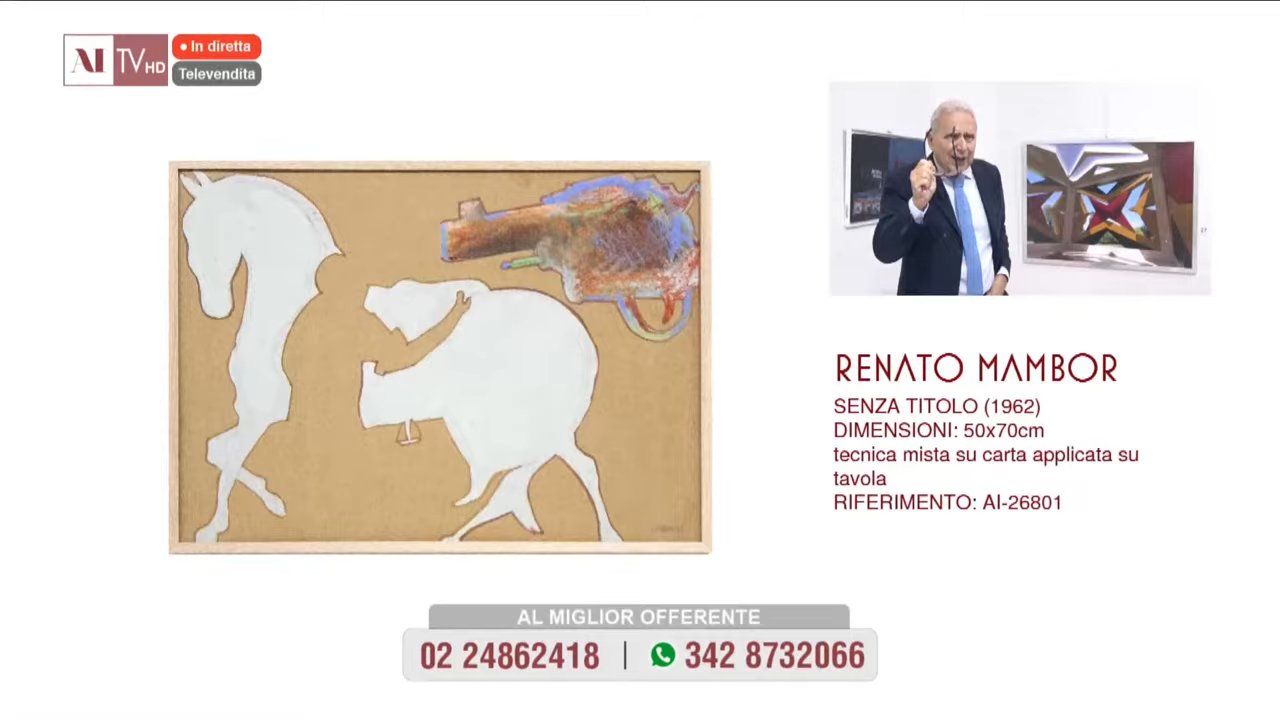 AI TV HD
• In diretta
Televendita
RENATO MAMBOR
SENZA TITOLO (1962)
DIMENSIONI: 50x70cm
tecnica mista su carta applicata su
tavola
RIFERIMENTO: AI-26801
AL MIGLIOR OFFERENTE
02 24862418 | 342 8732066